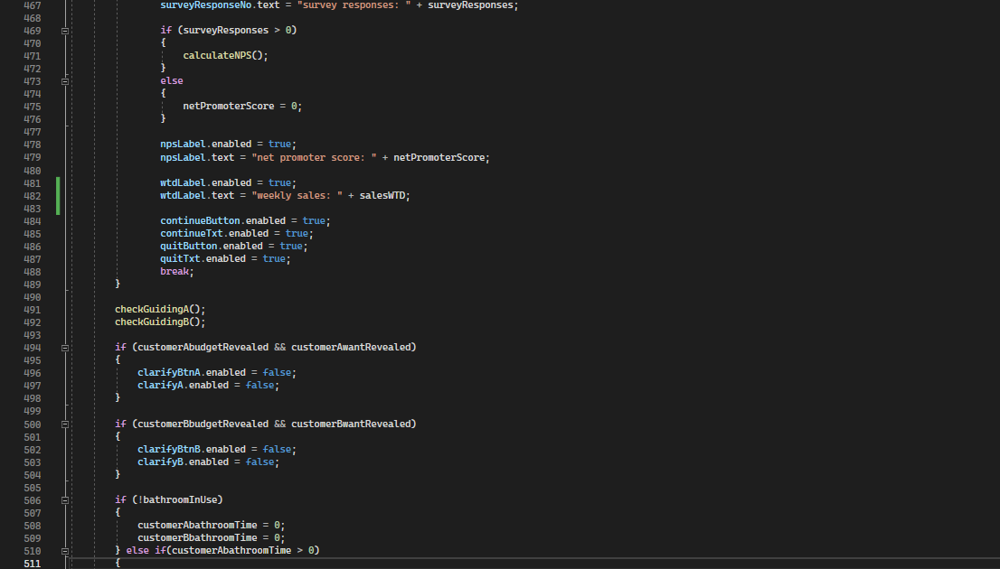 467 surveyResponseNo.text = "survey responses: " + surveyResponses;
468
469 if (surveyResponses > 0)
470 {
471 calculateNPS();
472 }
473 else
474 {
475 netPromoterScore = 0;
476 }
477
478 npsLabel.enabled = true;
479 npsLabel.text = "net promoter score: " + netPromoterScore;
480
481 wtdLabel.enabled = true;
482 wtdLabel.text = "weekly sales: " + salesWTD;
483
484 continueButton.enabled = true;
485 continueTxt.enabled = true;
486 quitButton.enabled = true;
487 quitTxt.enabled = true;
488 break;
489 }
490
491 checkGuidingA();
492 checkGuidingB();
493
494 if (customerAbudgetRevealed && customerAwantRevealed)
495 {
496 clarifyBtnA.enabled = false;
497 clarifyA.enabled = false;
498 }
499
500 if (customerBbudgetRevealed && customerBwantRevealed)
501 {
502 clarifyBtnB.enabled = false;
503 clarifyB.enabled = false;
504 }
505
506 if (!bathroomInUse)
507 {
508 customerAbathroomTime = 0;
509 customerBbathroomTime = 0;
510 } else if(customerAbathroomTime > 0)
511 {